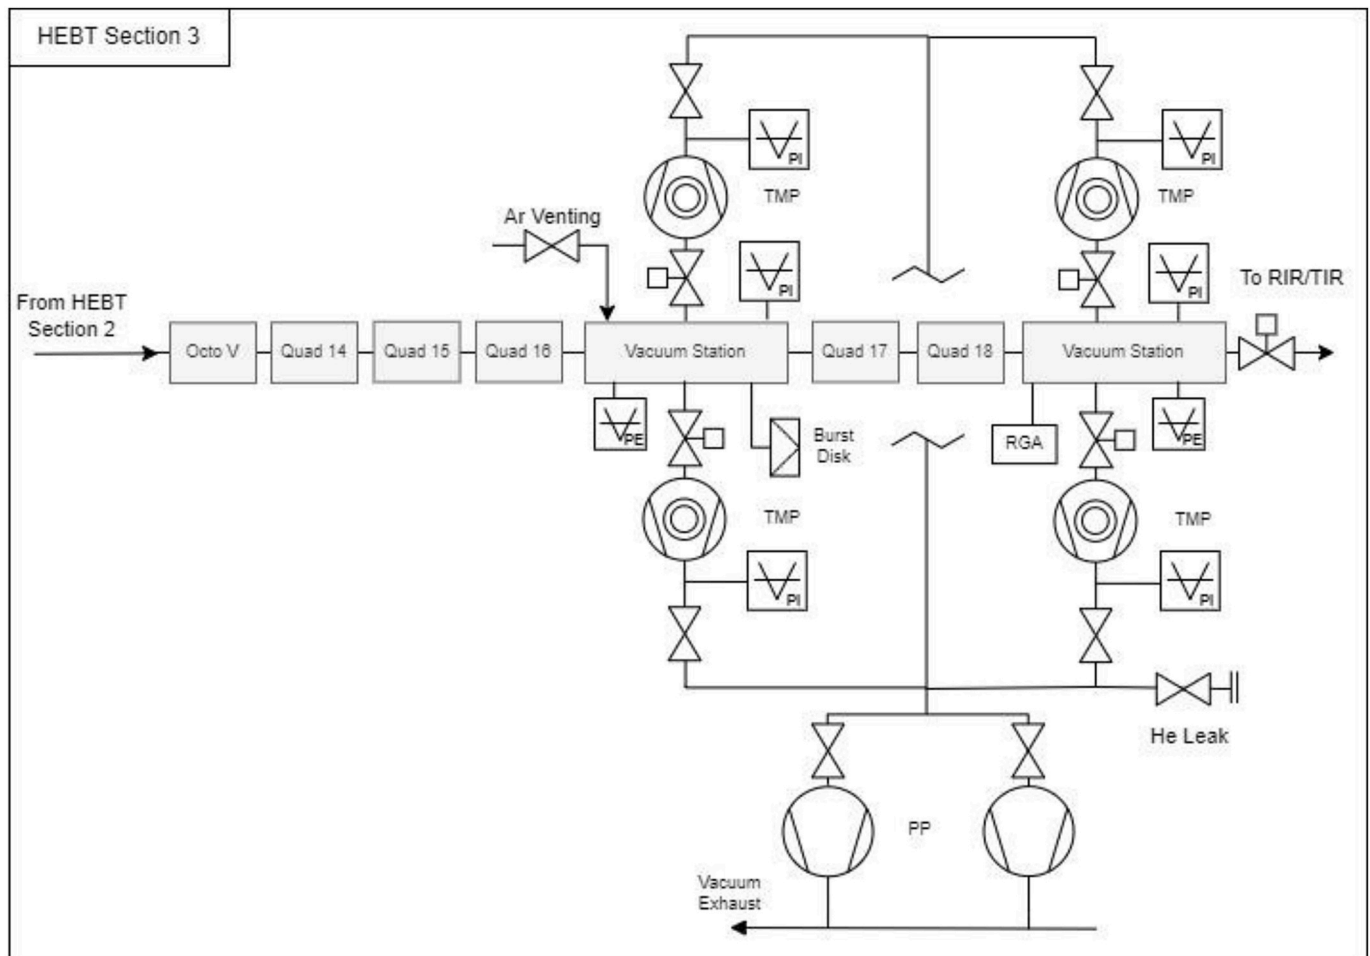 HEBT Section 3
PI
PI
TMP
TMP
Ar Venting
PI
PI
To RIR/TIR
From HEBT
Section 2
Octo V
Quad 14
Quad 15
Quad 16
Vacuum Station
Quad 17
Quad 18
Vacuum Station
PE
Burst
Disk
RGA
PE
TMP
TMP
PI
PI
He Leak
PP
Vacuum
Exhaust